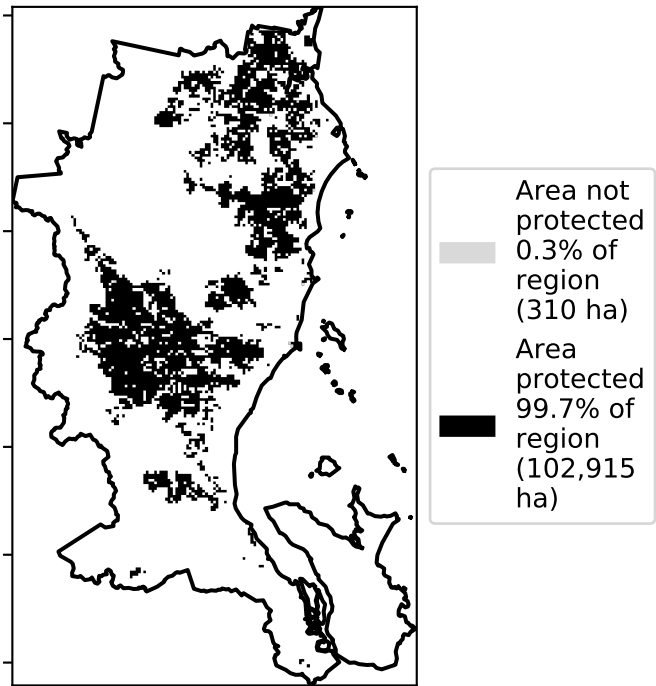 Area not
protected
0.3% of
region
(310 ha)
Area
protected
99.7% of
region
(102,915
ha)